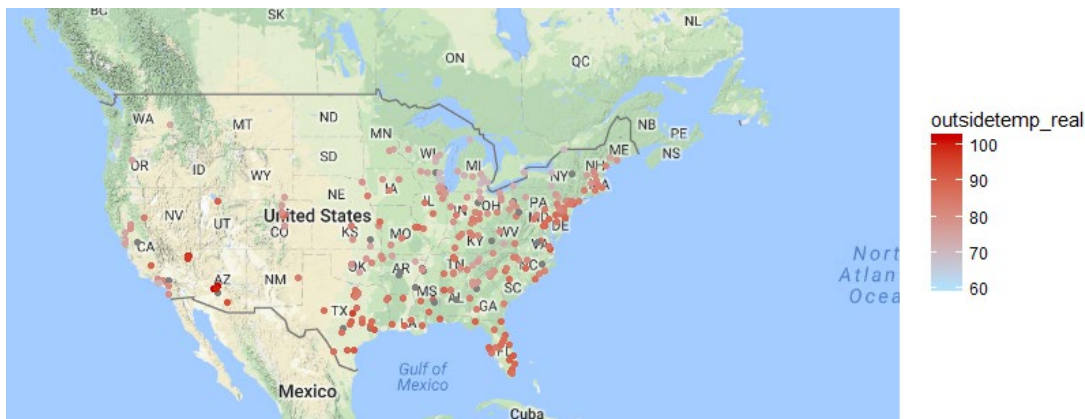 BC
SK
NL
ON
QC
WA
MT
ND
MN
NB
PE
NS
ME
OR
ID
SD
WI
MI
NH
NY
WY
IA
NE
PA
NV
UT
United States
IL
IN
OH
MD
DE
CO
KS
MO
WV
KY
VA
CA
AZ
NM
OK
AR
TN
NC
SC
MS
AL
GA
TX
LA
FL
North
Atlan
Ocea
Gulf of
Mexico
Mexico
Cuba
outsidetemp_real
100
90
80
70
60